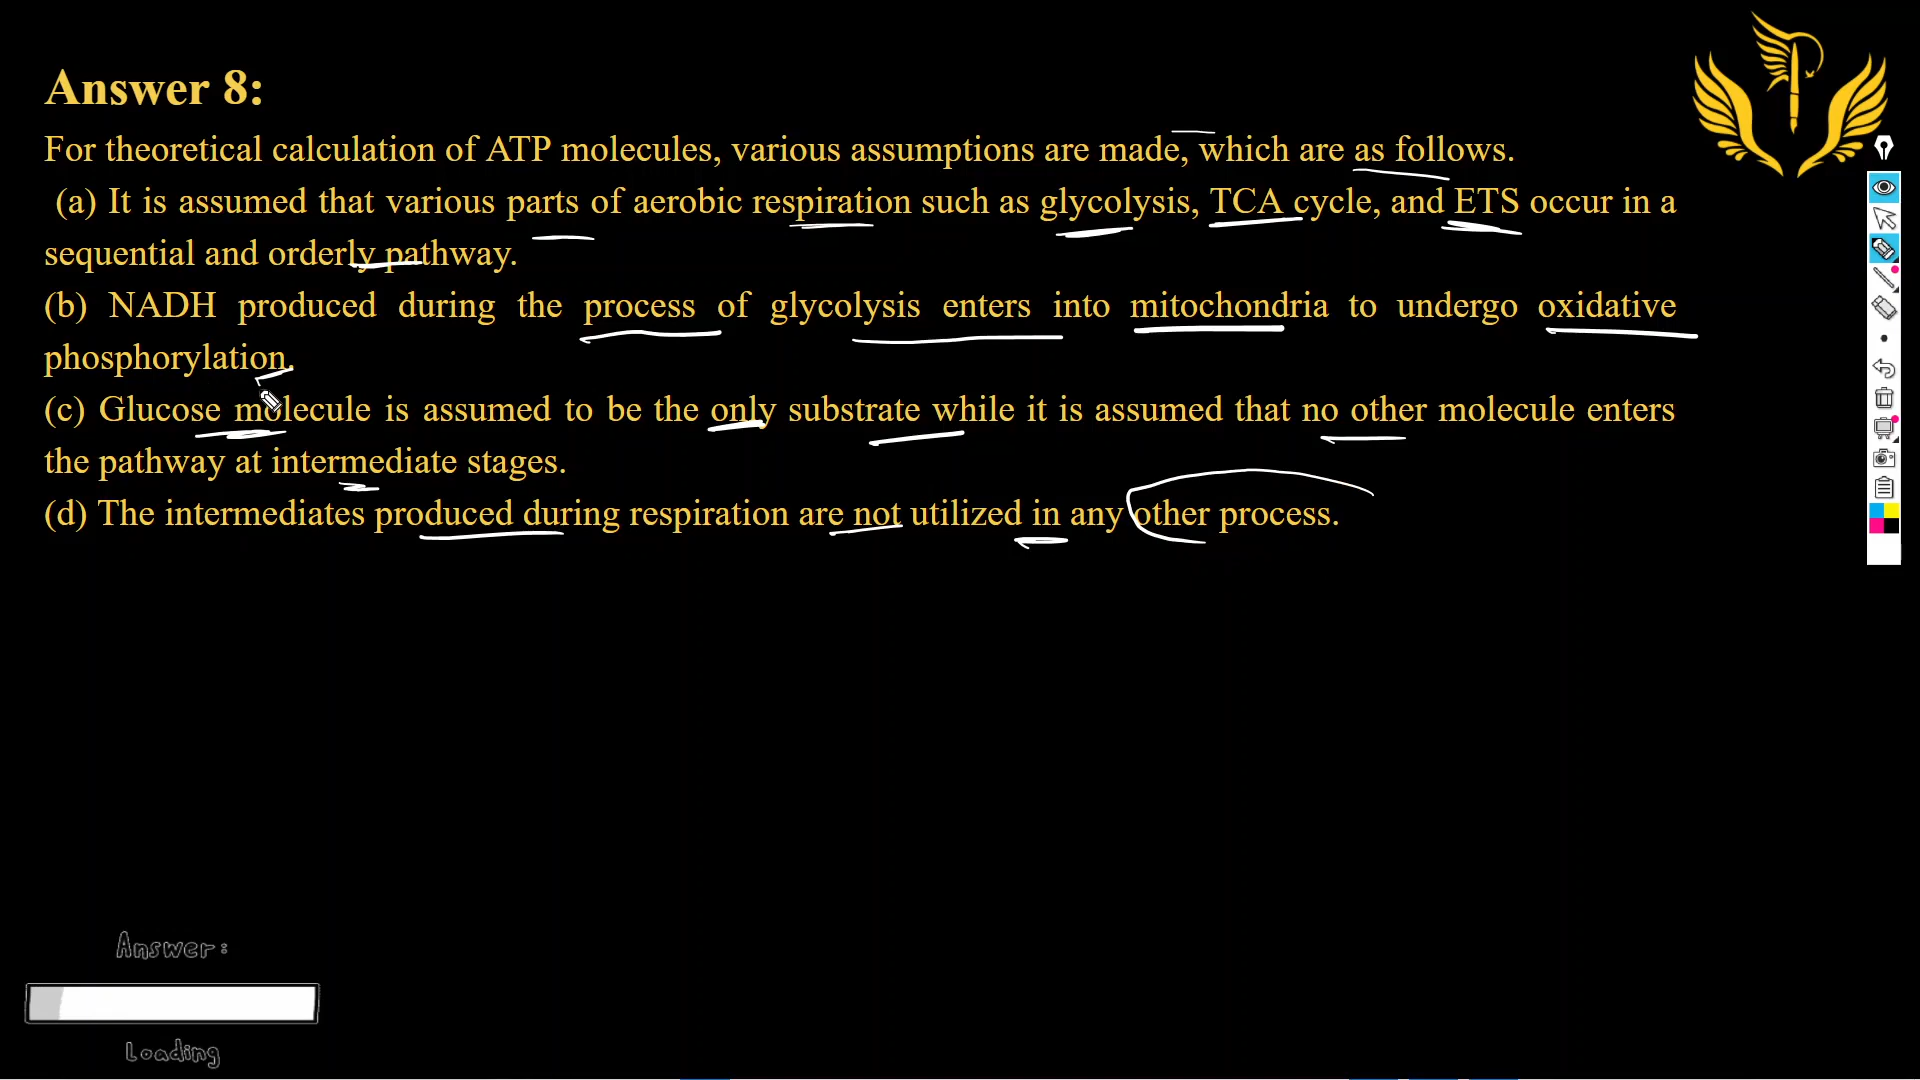 Answer 8:
For theoretical calculation of ATP molecules, various assumptions are made, which are as follows.
(a) It is assumed that various parts of aerobic respiration such as glycolysis, TCA cycle, and ETS occur in a
sequential and orderly pathway.
(b) NADH produced during the process of glycolysis enters into mitochondria to undergo oxidative
phosphorylation.
(c) Glucose molecule is assumed to be the only substrate while it is assumed that no other molecule enters
the pathway at intermediate stages.
(d) The intermediates produced during respiration are not utilized in any other process.
Answer:
Loading